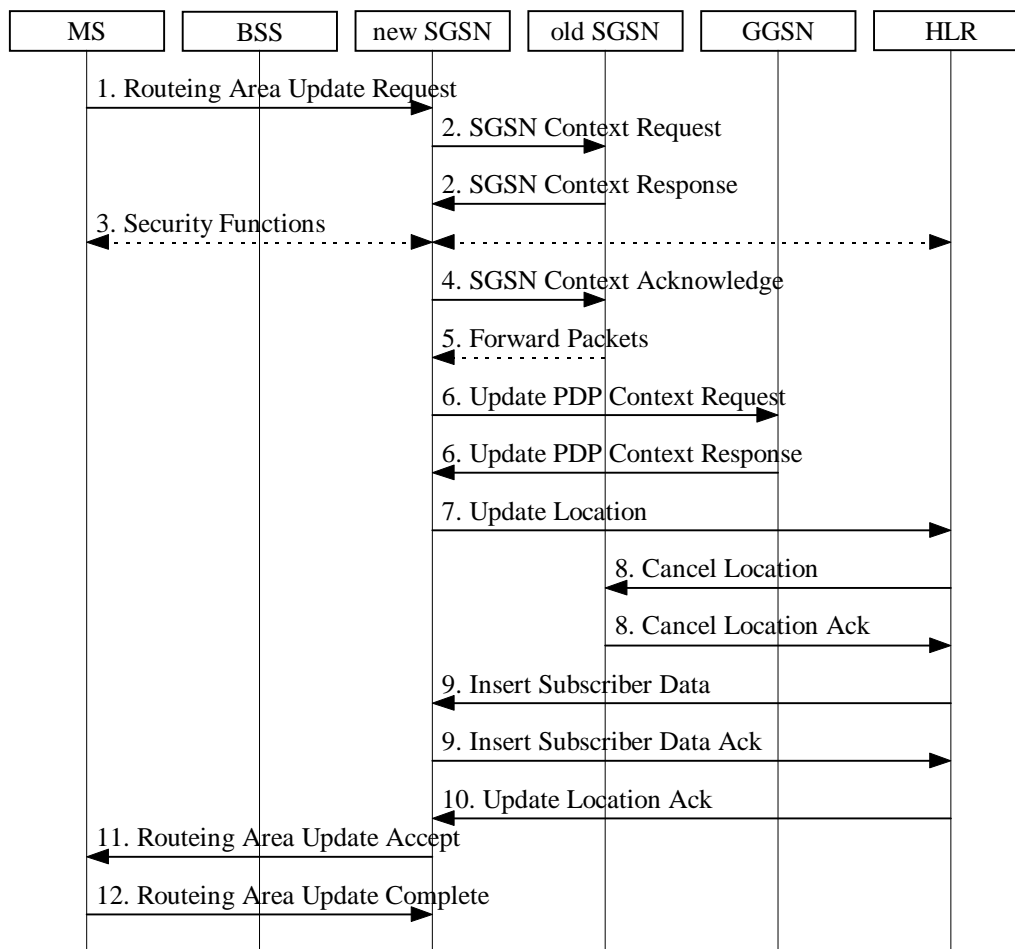 MS
BSS
new SGSN
old SGSN
GGSN
HLR
1. Routeing Area Update Request
2. SGSN Context Request
2. SGSN Context Response
3. Security Functions
4. SGSN Context Acknowledge
5. Forward Packets
6. Update PDP Context Request
6. Update PDP Context Response
7. Update Location
8. Cancel Location
8. Cancel Location Ack
9. Insert Subscriber Data
9. Insert Subscriber Data Ack
10. Update Location Ack
11. Routeing Area Update Accept
12. Routeing Area Update Complete